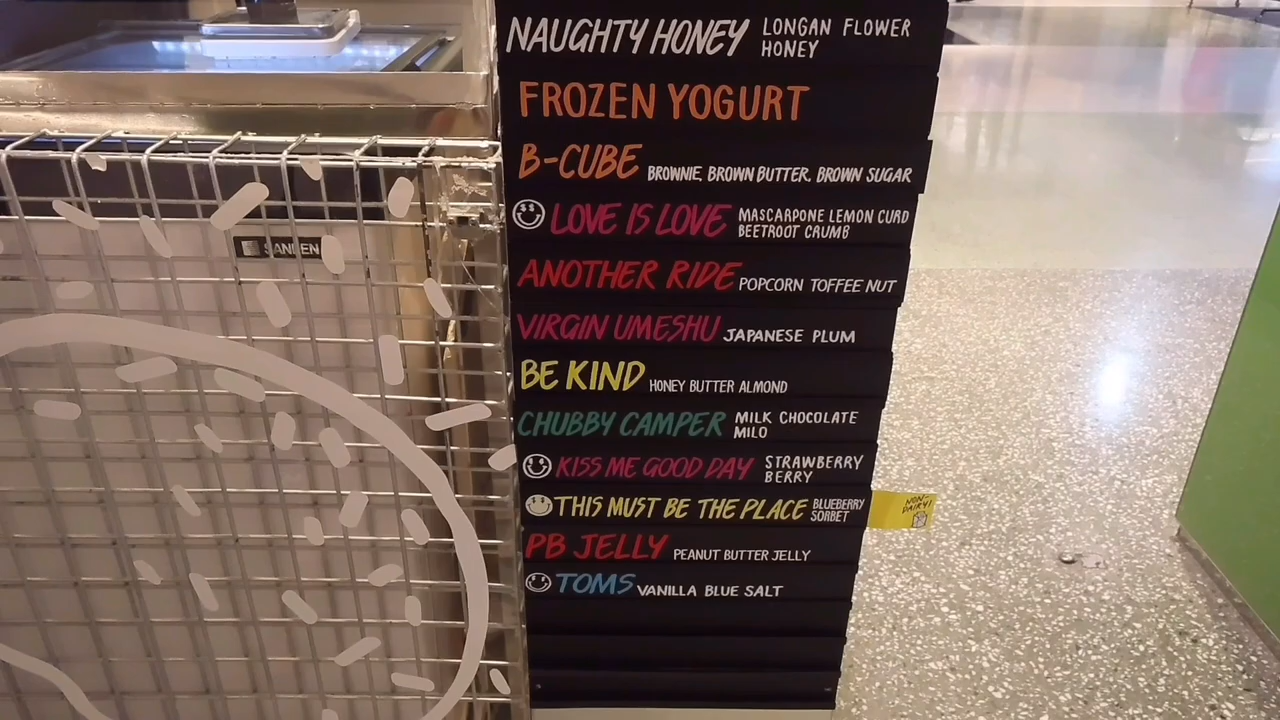 NAUGHTY HONEY LONGAN FLOWER
HONEY
FROZEN YOGURT
B-CUBE BROWNIE, BROWN BUTTER, BROWN SUGAR
LOVE IS LOVE MASCARPONE LEMON CURD
BEETROOT CRUMB
ANOTHER RIDE POPCORN TOFFEE NUT
VIRGIN UMESHU JAPANESE PLUM
BE KIND HONEY BUTTER ALMOND
CHUBBY CAMPER MILK CHOCOLATE
MILO
KISS ME GOOD DAY STRAWBERRY
BERRY
THIS MUST BE THE PLACE BLUEBERRY
SORBET
NON-
DAIRY!
PB JELLY PEANUT BUTTER JELLY
TOMS VANILLA BLUE SALT
SANDEN